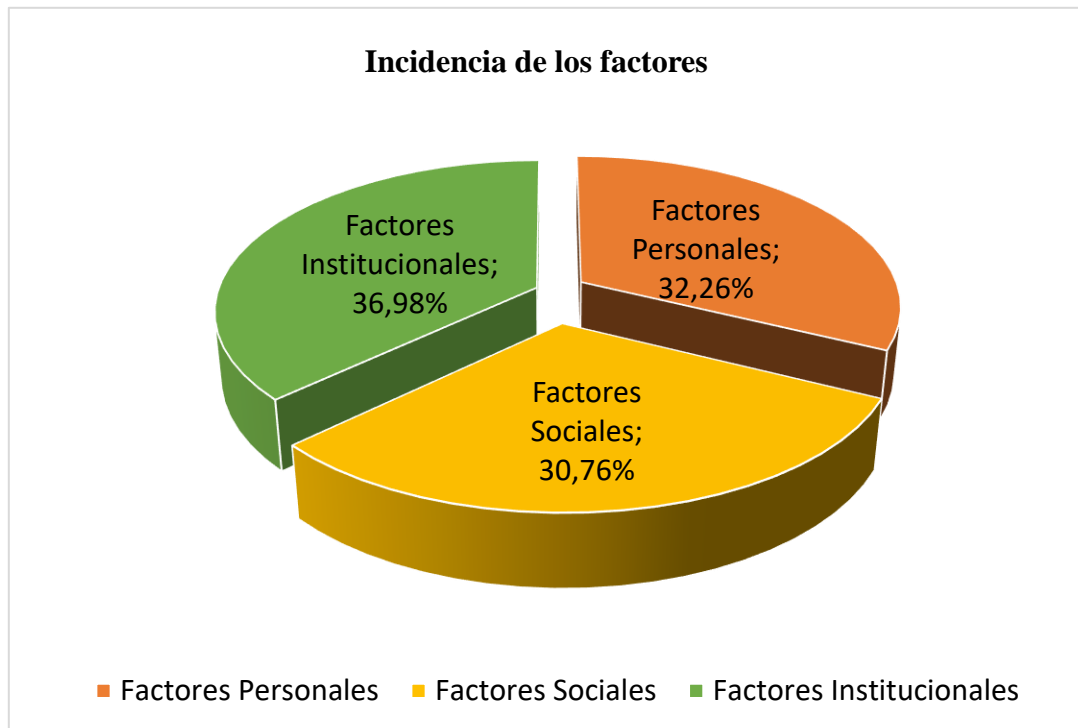 Incidencia de los factores
Factores
Institucionales;
36,98%
Factores
Personales;
32,26%
Factores
Sociales;
30,76%
Factores Personales
Factores Sociales
Factores Institucionales